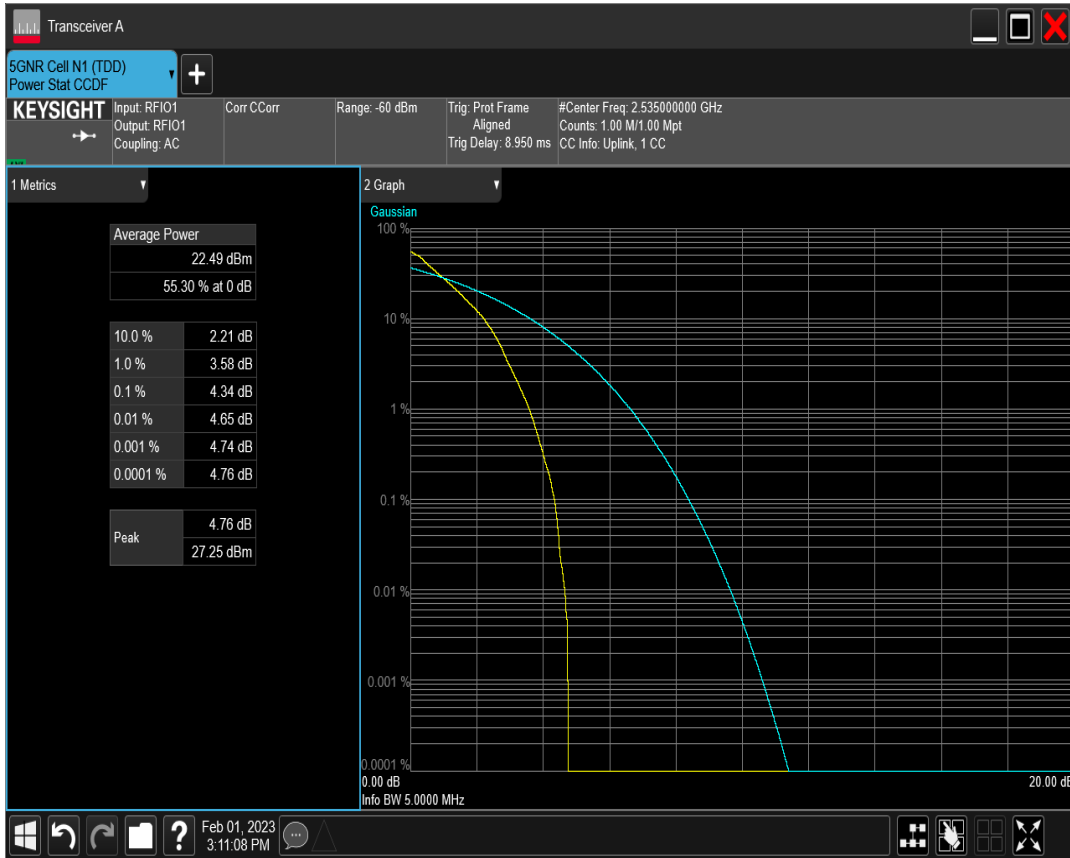 Transceiver A
5GNR Cell N1 (TDD)
Power Stat CCDF
KEYSIGHT
Input: RFIO1
Output: RFIO1
Coupling: AC
Corr CCorr
Range: -60 dBm
Trig: Prot Frame
Aligned
Trig Delay: 8.950 ms
#Center Freq: 2.535000000 GHz
Counts: 1.00 M/1.00 Mpt
CC Info: Uplink, 1 CC
1 Metrics
Average Power
22.49 dBm
55.30 % at 0 dB
10.0 % 2.21 dB
1.0 % 3.58 dB
0.1 % 4.34 dB
0.01 % 4.65 dB
0.001 % 4.74 dB
0.0001 % 4.76 dB
Peak
4.76 dB
27.25 dBm
2 Graph
Gaussian
100 %
10 %
1 %
0.1 %
0.01 %
0.001 %
0.0001 %
0.00 dB
20.00 dB
Info BW 5.0000 MHz
?
Feb 01, 2023
3:11:08 PM